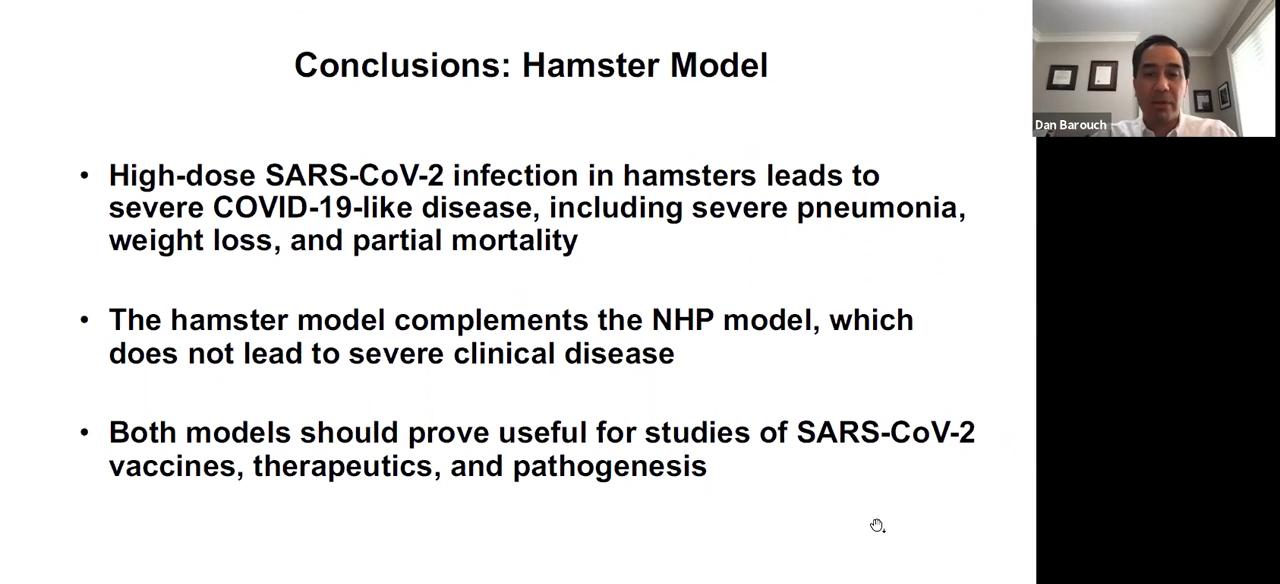 Conclusions: Hamster Model
Dan Barouch
• High-dose SARS-CoV-2 infection in hamsters leads to
severe COVID-19-like disease, including severe pneumonia,
weight loss, and partial mortality
• The hamster model complements the NHP model, which
does not lead to severe clinical disease
• Both models should prove useful for studies of SARS-CoV-2
vaccines, therapeutics, and pathogenesis